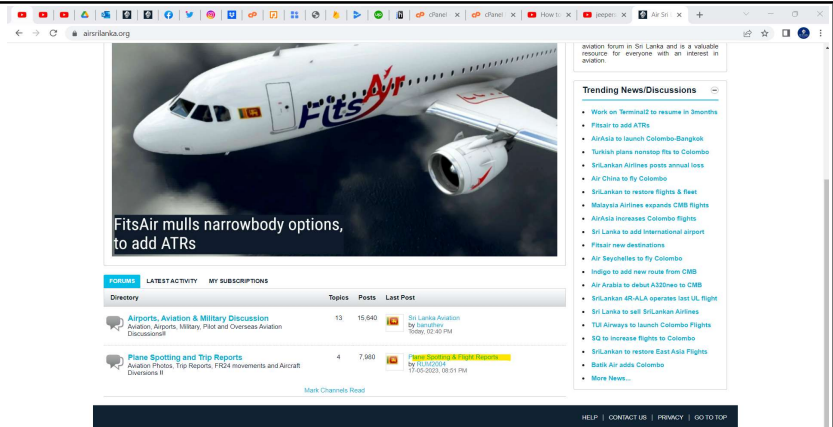 cPanel
cPanel
How to
jeepers
Air Sri
airsrilanka.org
aviation forum in Sri Lanka and is a valuable
resource for everyone with an interest in
aviation.
FitsAir
FitsAir mulls narrowbody options,
to add ATRs
Trending News/Discussions
Work on Terminal2 to resume in 3months
Fitsair to add ATRs
AirAsia to launch Colombo-Bangkok
Turkish plans nonstop flts to Colombo
SriLankan Airlines posts annual loss
Air China to fly Colombo
SriLankan to restore flights & fleet
Malaysia Airlines expands CMB flights
AirAsia increases Colombo flights
Sri Lanka to add International airport
Fitsair new destinations
Air Seychelles to fly Colombo
Indigo to add new route from CMB
Air Arabia to debut A320neo to CMB
SriLankan 4R-ALA operates last UL flight
Sri Lanka to sell SriLankan Airlines
TUI Airways to launch Colombo Flights
SQ to increase flights to Colombo
SriLankan to restore East Asia Flights
Batik Air adds Colombo
More News...
FORUMS LATEST ACTIVITY MY SUBSCRIPTIONS
Directory Topics Posts Last Post
Airports, Aviation & Military Discussion 13 15,640 Sri Lanka Aviation
Aviation, Airports, Military, Pilot and Overseas Aviation by banuthev
Discussions!! Today, 02:40 PM
Plane Spotting and Trip Reports 4 7,980 Plane Spotting & Flight Reports
Aviation Photos, Trip Reports, FR24 movements and Aircraft by RUM2004
Diversions !! 17-05-2023, 08:51 PM
Mark Channels Read
HELP | CONTACT US | PRIVACY | GO TO TOP